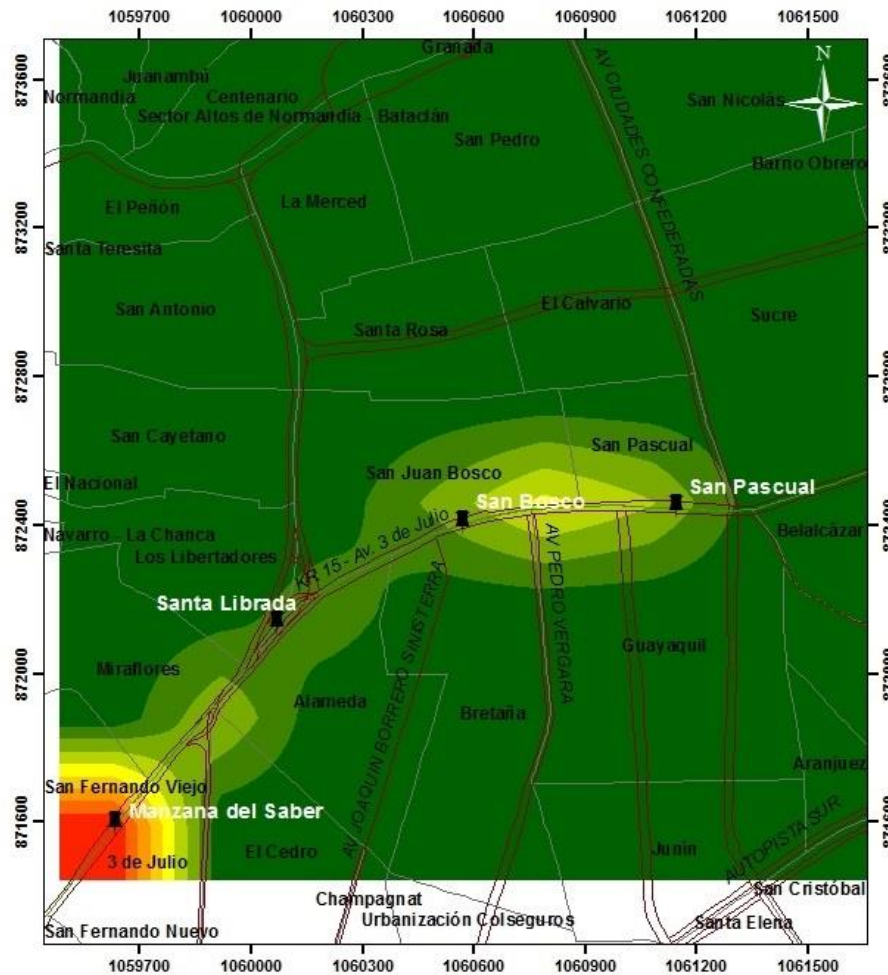 1059700 1060000 1060300 1060600 1060900 1061200 1061500
Granada
873600
Juanambú
Normandia
Centenario
San Nicolás
N
Sector Altos de Normandia - Bataclán
San Pedro
AV CIUDADES CONFEDERADAS
Barrio Obrero
El Peñón
La Merced
873200
Santa Teresita
San Antonio
El Calvario
Sucre
Santa Rosa
872800
San Cayetano
San Pascual
San Juan Bosco
El Nacional
San Bosco
San Pascual
872400
Navarro - La Chanca
KR 15 - Av. 3 de Julio
Belalcázar
Los Libertadores
AV PEDRO VERGARA
Santa Librada
AV JOAQUIN BORRERO SINISTERRA
Guayaquil
872000
Miraflores
Alameda
Bretaña
Aranjuez
San Fernando Viejo
Manzana del Saber
871600
AUTOPISTA SUR
3 de Julio
El Cedro
Junin
San Cristóbal
Champagnat
Urbanización Colseguros
Santa Elena
San Fernando Nuevo
1059700 1060000 1060300 1060600 1060900 1061200 1061500